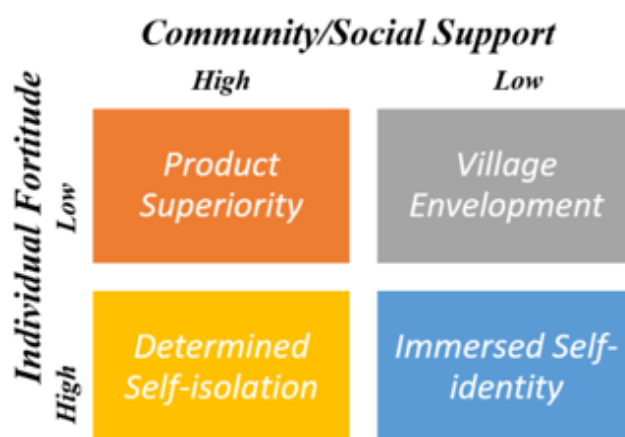 Community/Social Support
High
Low
Individual Fortitude
Low
High
Product
Superiority
Village
Envelopment
Determined
Self-isolation
Immersed Self-
identity